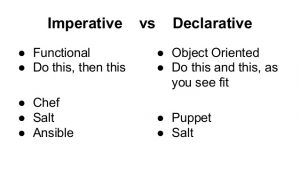 Imperative vs Declarative
● Functional
● Do this, then this
● Chef
● Salt
● Ansible
● Object Oriented
● Do this and this, as
you see fit
● Puppet
● Salt